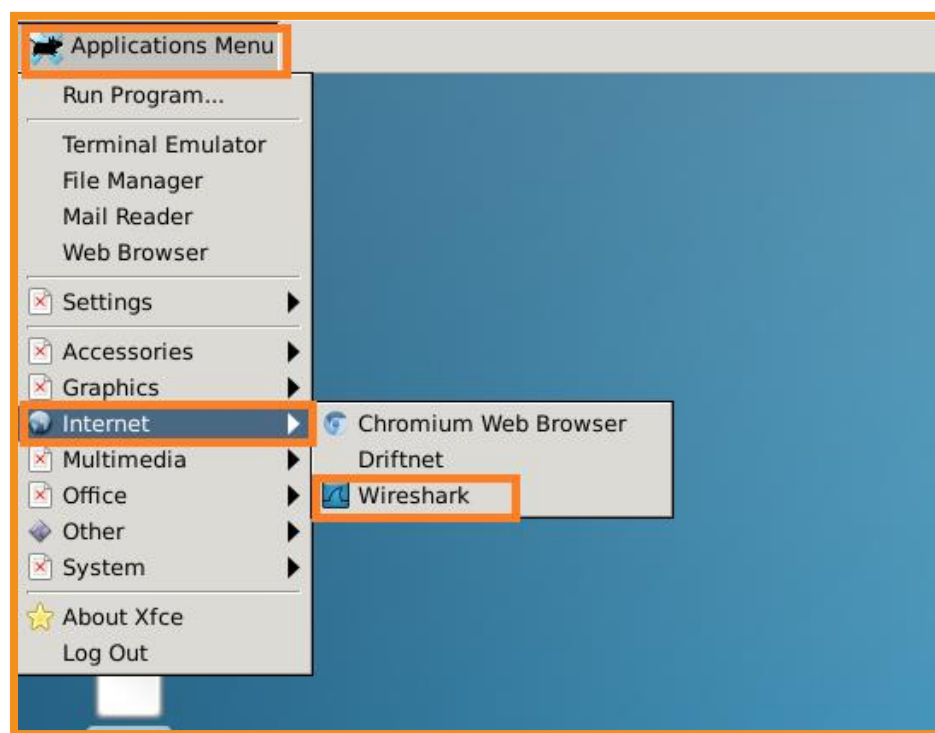 Applications Menu
Run Program...
Terminal Emulator
File Manager
Mail Reader
Web Browser
Settings
Accessories
Graphics
Internet
Multimedia
Office
Other
System
About Xfce
Log Out
Chromium Web Browser
Driftnet
Wireshark